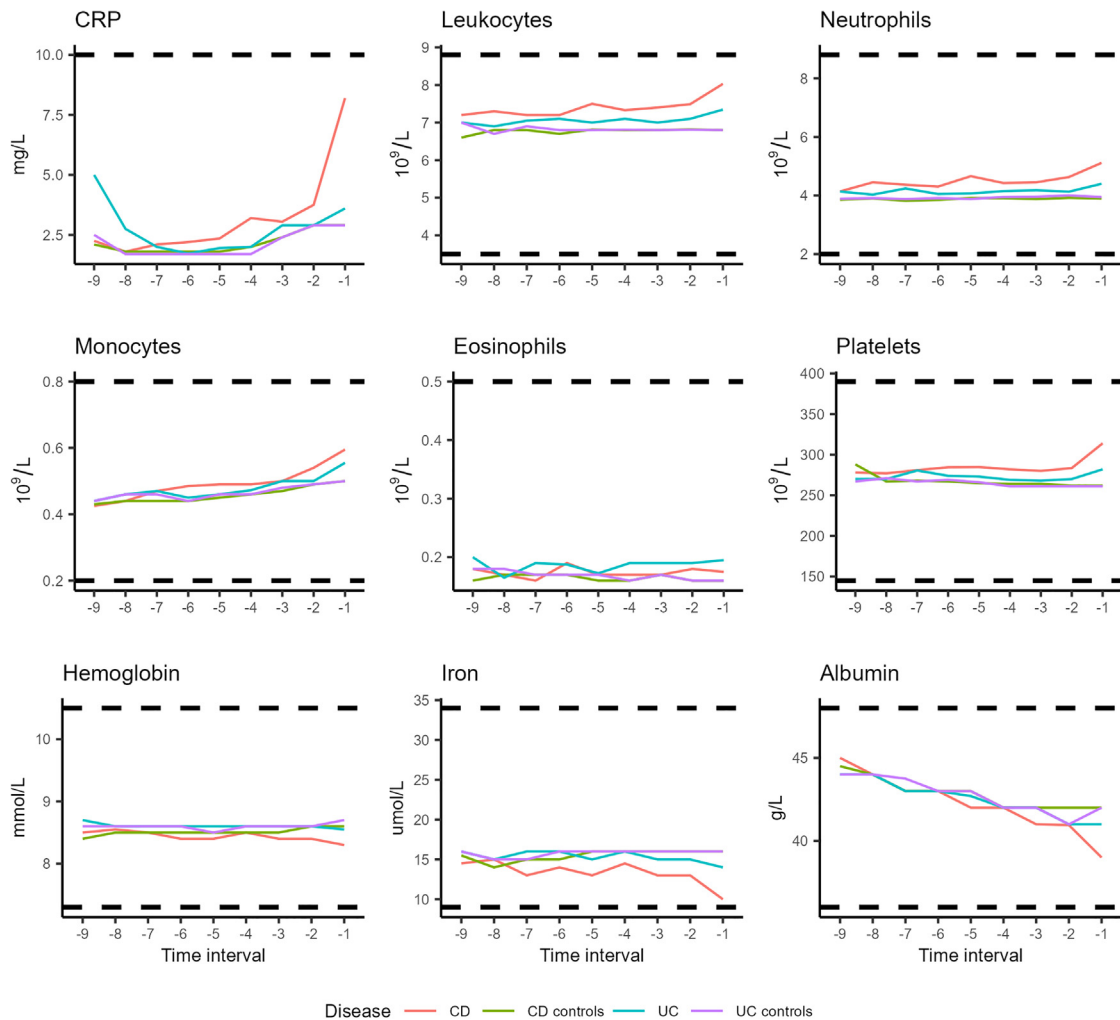 CRP
Leukocytes
Neutrophils
10.0
7.5
5.0
2.5
mg/L
-9 -8 -7 -6 -5 -4 -3 -2 -1
9
8
7
6
5
4
10⁹/L
-9 -8 -7 -6 -5 -4 -3 -2 -1
8
6
4
2
10⁹/L
-9 -8 -7 -6 -5 -4 -3 -2 -1
Monocytes
Eosinophils
Platelets
0.8
0.6
0.4
0.2
10⁹/L
-9 -8 -7 -6 -5 -4 -3 -2 -1
0.5
0.4
0.3
0.2
10⁹/L
-9 -8 -7 -6 -5 -4 -3 -2 -1
400
350
300
250
200
150
10⁹/L
-9 -8 -7 -6 -5 -4 -3 -2 -1
Hemoglobin
Iron
Albumin
10
9
8
mmol/L
-9 -8 -7 -6 -5 -4 -3 -2 -1
Time interval
35
30
25
20
15
10
umol/L
-9 -8 -7 -6 -5 -4 -3 -2 -1
Time interval
45
40
g/L
-9 -8 -7 -6 -5 -4 -3 -2 -1
Time interval
Disease CD CD controls UC UC controls